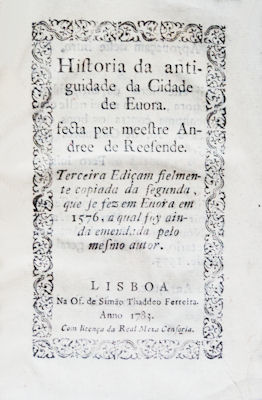 Hiſtoria da anti-
guidade da Cidade
de Euora.
feſta per meeſtre An-
dree de Reeſende.
Terceira Ediçam fielmen-
te copiada da ſegunda,
que ſe fez em Euora em
1576, a qual foy ain-
da emendada pelo
meſmo autor.
LISBOA
Na Of. de Simão Thaddeo Ferreira.
Anno 1783.
Com licença da Real Meza Cenſoria.